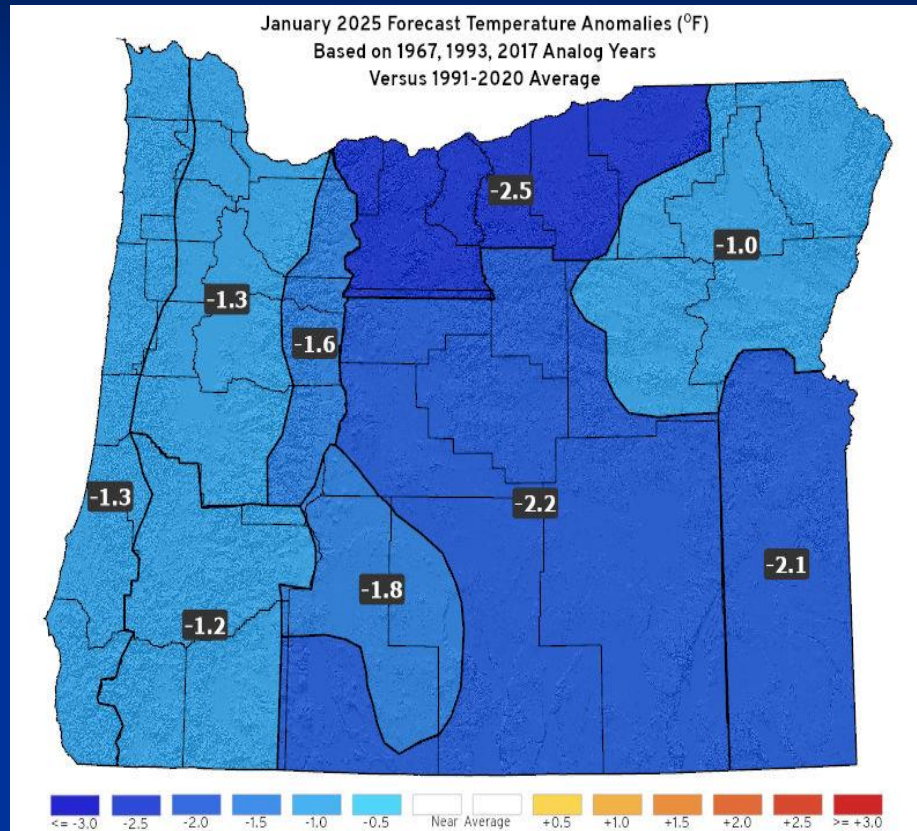 January 2025 Forecast Temperature Anomalies (°F)
Based on 1967, 1993, 2017 Analog Years
Versus 1991-2020 Average
-2.5
-1.0
-1.3
-1.6
-1.3
-2.2
-2.1
-1.8
-1.2
<= -3.0 -2.5 -2.0 -1.5 -1.0 -0.5 Near Average +0.5 +1.0 +1.5 +2.0 +2.5 >= +3.0